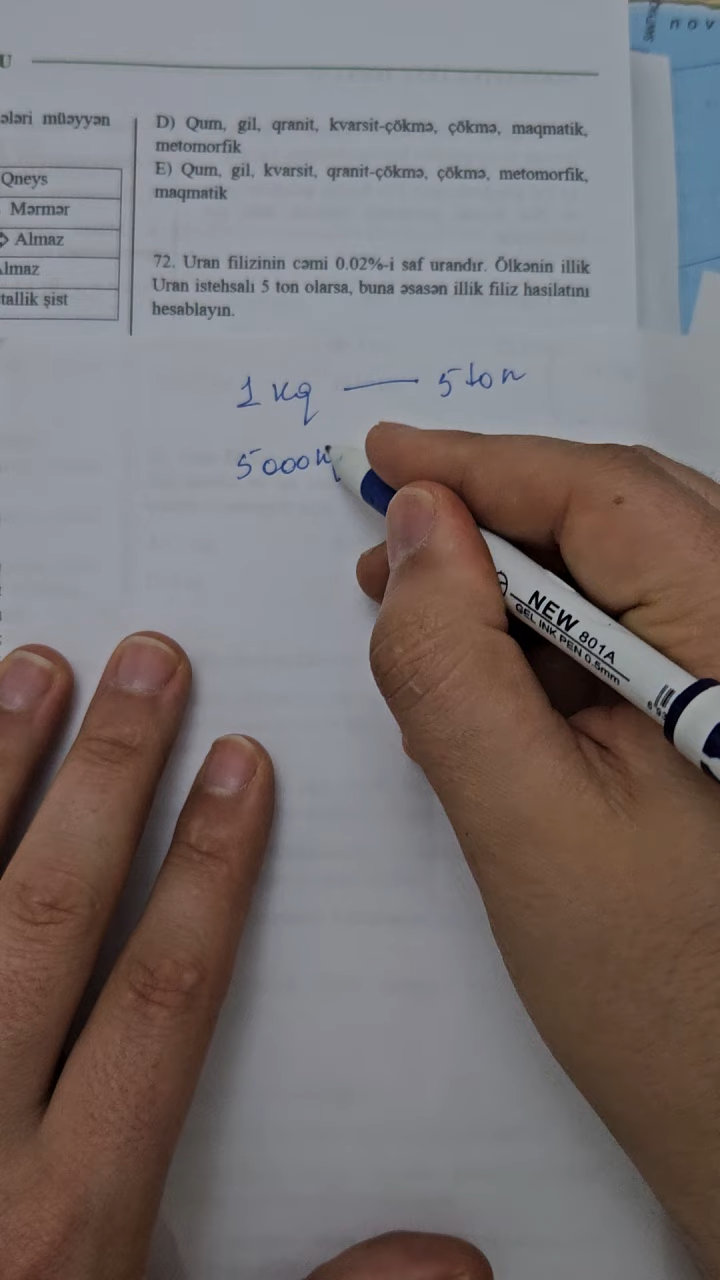 U
ələri müəyyən
Qneys
Mərmər
Almaz
lmaz
tallik şist
D) Qum, gil, qranit, kvarsit-çökmə, çökmə, maqmatik,
metomorfik
E) Qum, gil, kvarsit, qranit-çökmə, çökmə, metomorfik,
maqmatik
72. Uran filizinin cəmi 0.02%-i saf urandır. Ölkənin illik
Uran istehsalı 5 ton olarsa, buna əsasən illik filiz hasilatını
hesablayın.
1 kq — 5 ton
5000 kq
NEW 801A
GEL INK PEN 0.5mm
nov